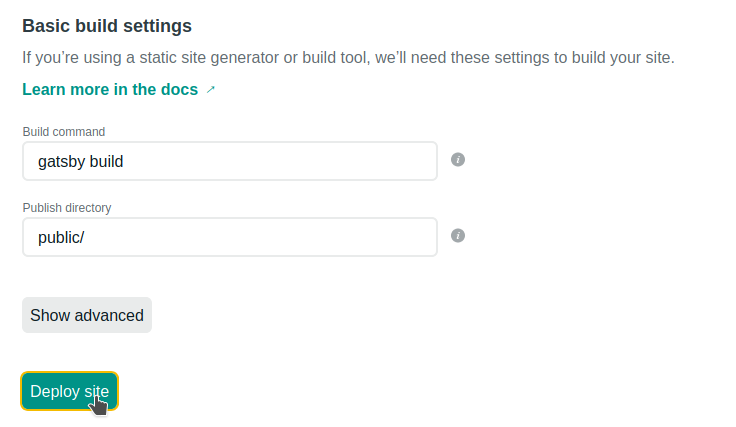 Basic build settings
If you’re using a static site generator or build tool, we’ll need these settings to build your site.
Learn more in the docs ↗
Build command
gatsby build
i
Publish directory
public/
i
Show advanced
Deploy site